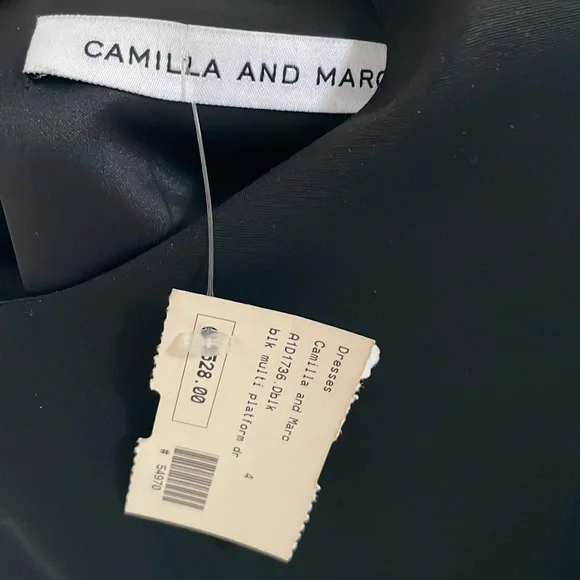 CAMILLA AND MARC
Dresses
Camilla and Marc
A1D1736.Dblk
blk multi platform dr
4
528.00
# 54970